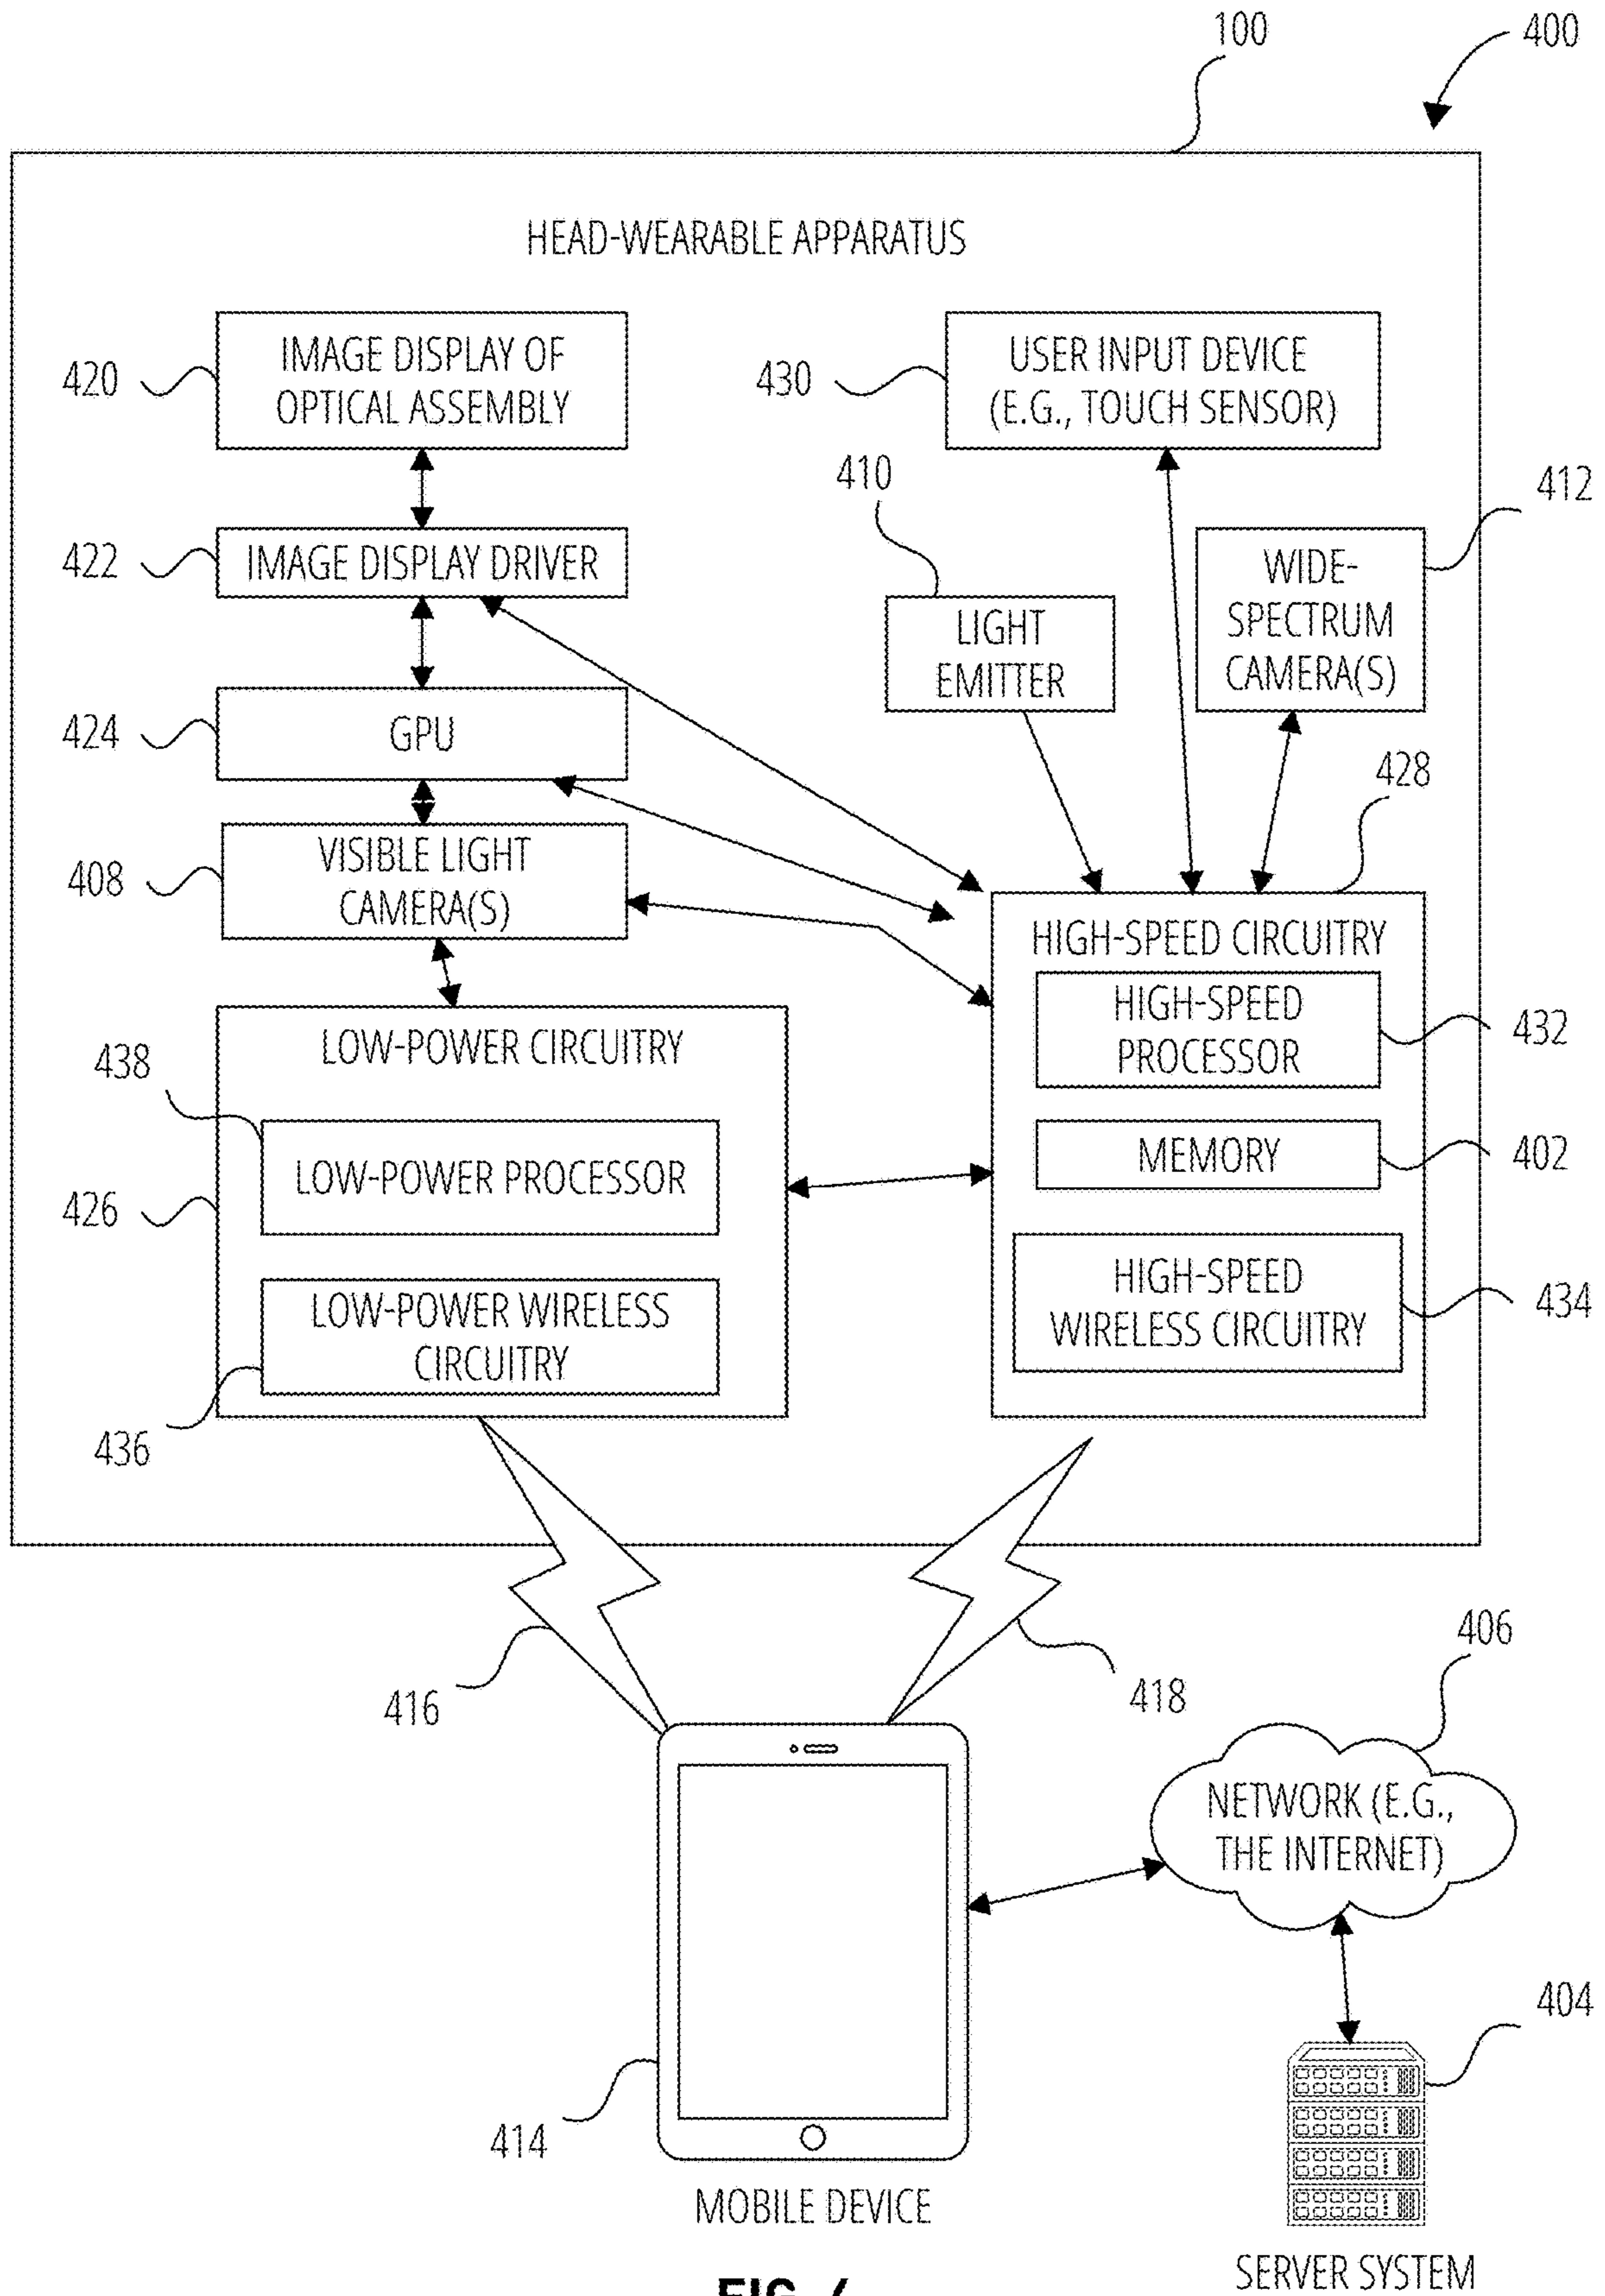 100
400
HEAD-WEARABLE APPARATUS
420
IMAGE DISPLAY OF
OPTICAL ASSEMBLY
430
USER INPUT DEVICE
(E.G., TOUCH SENSOR)
410
412
422
IMAGE DISPLAY DRIVER
LIGHT
EMITTER
WIDE-
SPECTRUM
CAMERA(S)
424
GPU
428
408
VISIBLE LIGHT
CAMERA(S)
HIGH-SPEED CIRCUITRY
HIGH-SPEED
PROCESSOR
432
438
LOW-POWER CIRCUITRY
MEMORY
402
LOW-POWER PROCESSOR
426
HIGH-SPEED
WIRELESS CIRCUITRY
434
LOW-POWER WIRELESS
CIRCUITRY
436
416
418
406
NETWORK (E.G.,
THE INTERNET)
404
414
MOBILE DEVICE
SERVER SYSTEM